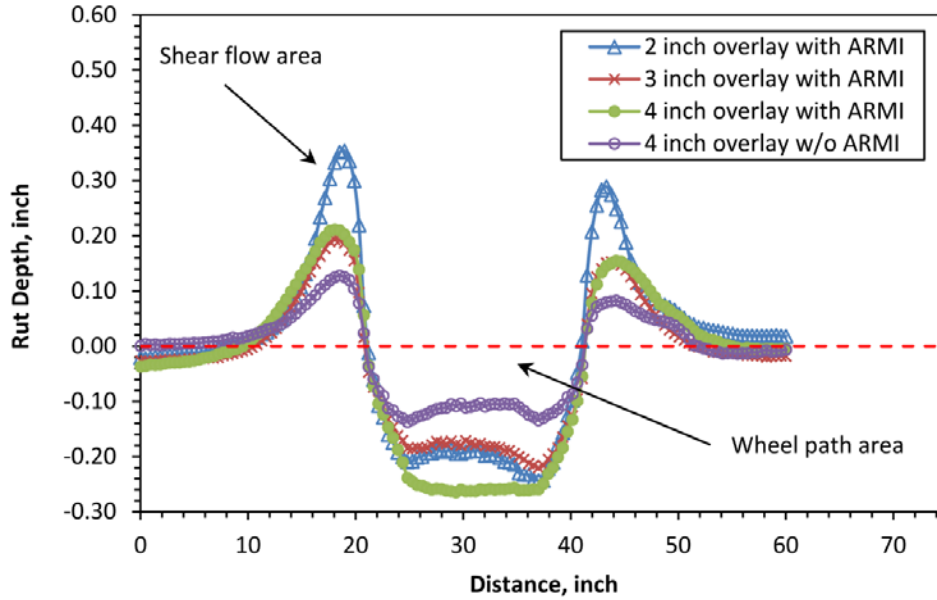 0.60
0.50
0.40
0.30
0.20
0.10
0.00
-0.10
-0.20
-0.30
Rut Depth, inch
Shear flow area
2 inch overlay with ARMI
3 inch overlay with ARMI
4 inch overlay with ARMI
4 inch overlay w/o ARMI
Wheel path area
0 10 20 30 40 50 60 70
Distance, inch